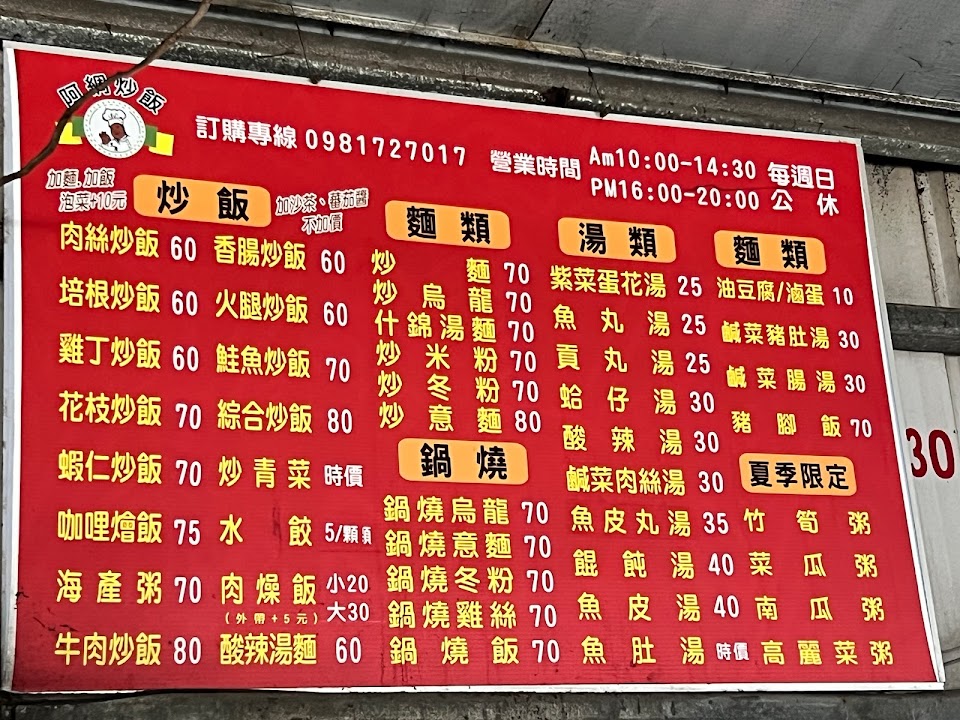 阿網炒飯
訂購專線 0981727017
營業時間 Am10:00-14:30 每週日
PM16:00-20:00 公休
加麵、加飯
泡菜+10元
炒飯
加沙茶、蕃茄醬
不加價
肉絲炒飯 60 香腸炒飯 60
培根炒飯 60 火腿炒飯 60
雞丁炒飯 60 鮭魚炒飯 70
花枝炒飯 70 綜合炒飯 80
蝦仁炒飯 70 炒青菜 時價
咖哩燴飯 75 水餃 5/顆
海產粥 70 肉燥飯 小20
大30
(外帶+5元)
牛肉炒飯 80 酸辣湯麵 60
麵類
炒麵 70
炒烏龍 70
什錦湯麵 70
炒米粉 70
炒冬粉 70
炒意麵 80
鍋燒
鍋燒烏龍 70
鍋燒意麵 70
鍋燒冬粉 70
鍋燒雞絲 70
鍋燒飯 70
湯類
紫菜蛋花湯 25
魚丸湯 25
貢丸湯 25
蛤仔湯 30
酸辣湯 30
鹹菜肉絲湯 30
魚皮丸湯 35
餛飩湯 40
魚皮湯 40
魚肚湯 時價
麵類
油豆腐/滷蛋 10
鹹菜豬肚湯 30
鹹菜腸湯 30
豬腳飯 70
夏季限定
竹筍粥
菜瓜粥
南瓜粥
高麗菜粥
30